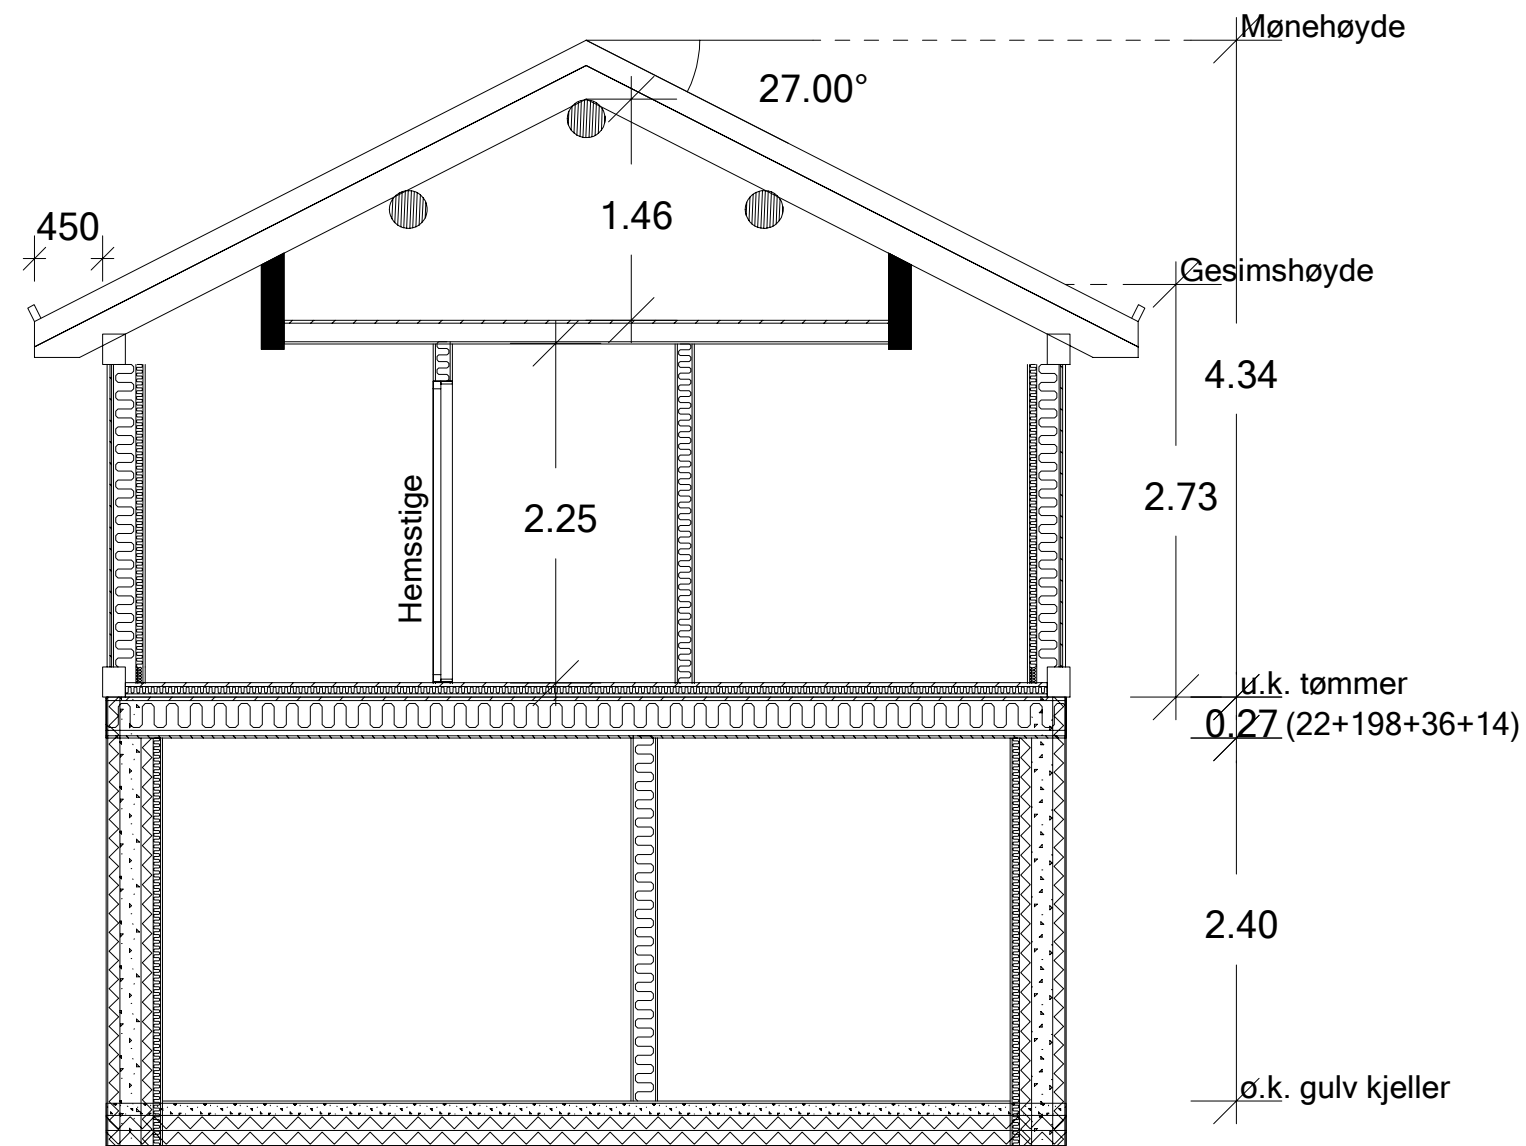 Mønehøyde
27.00°
1.46
450
Gesimshøyde
4.34
2.73
Hemsstige
2.25
u.k. tømmer
0.27 (22+198+36+14)
2.40
ø.k. gulv kjeller